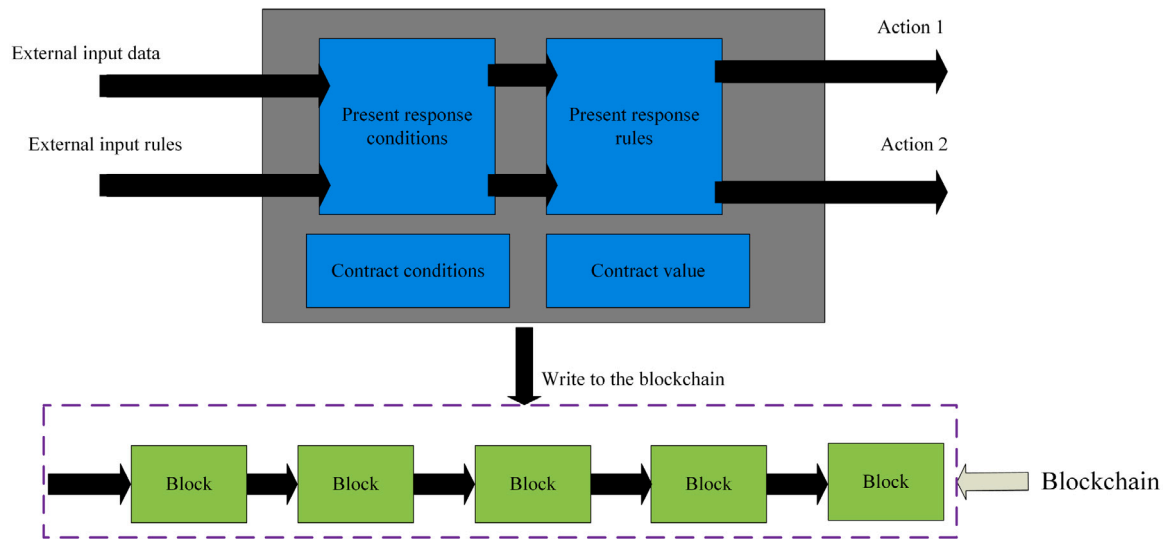 Action 1
External input data
Present response
conditions
Present response
rules
External input rules
Action 2
Contract conditions
Contract value
Write to the blockchain
Block
Block
Block
Block
Block
Blockchain